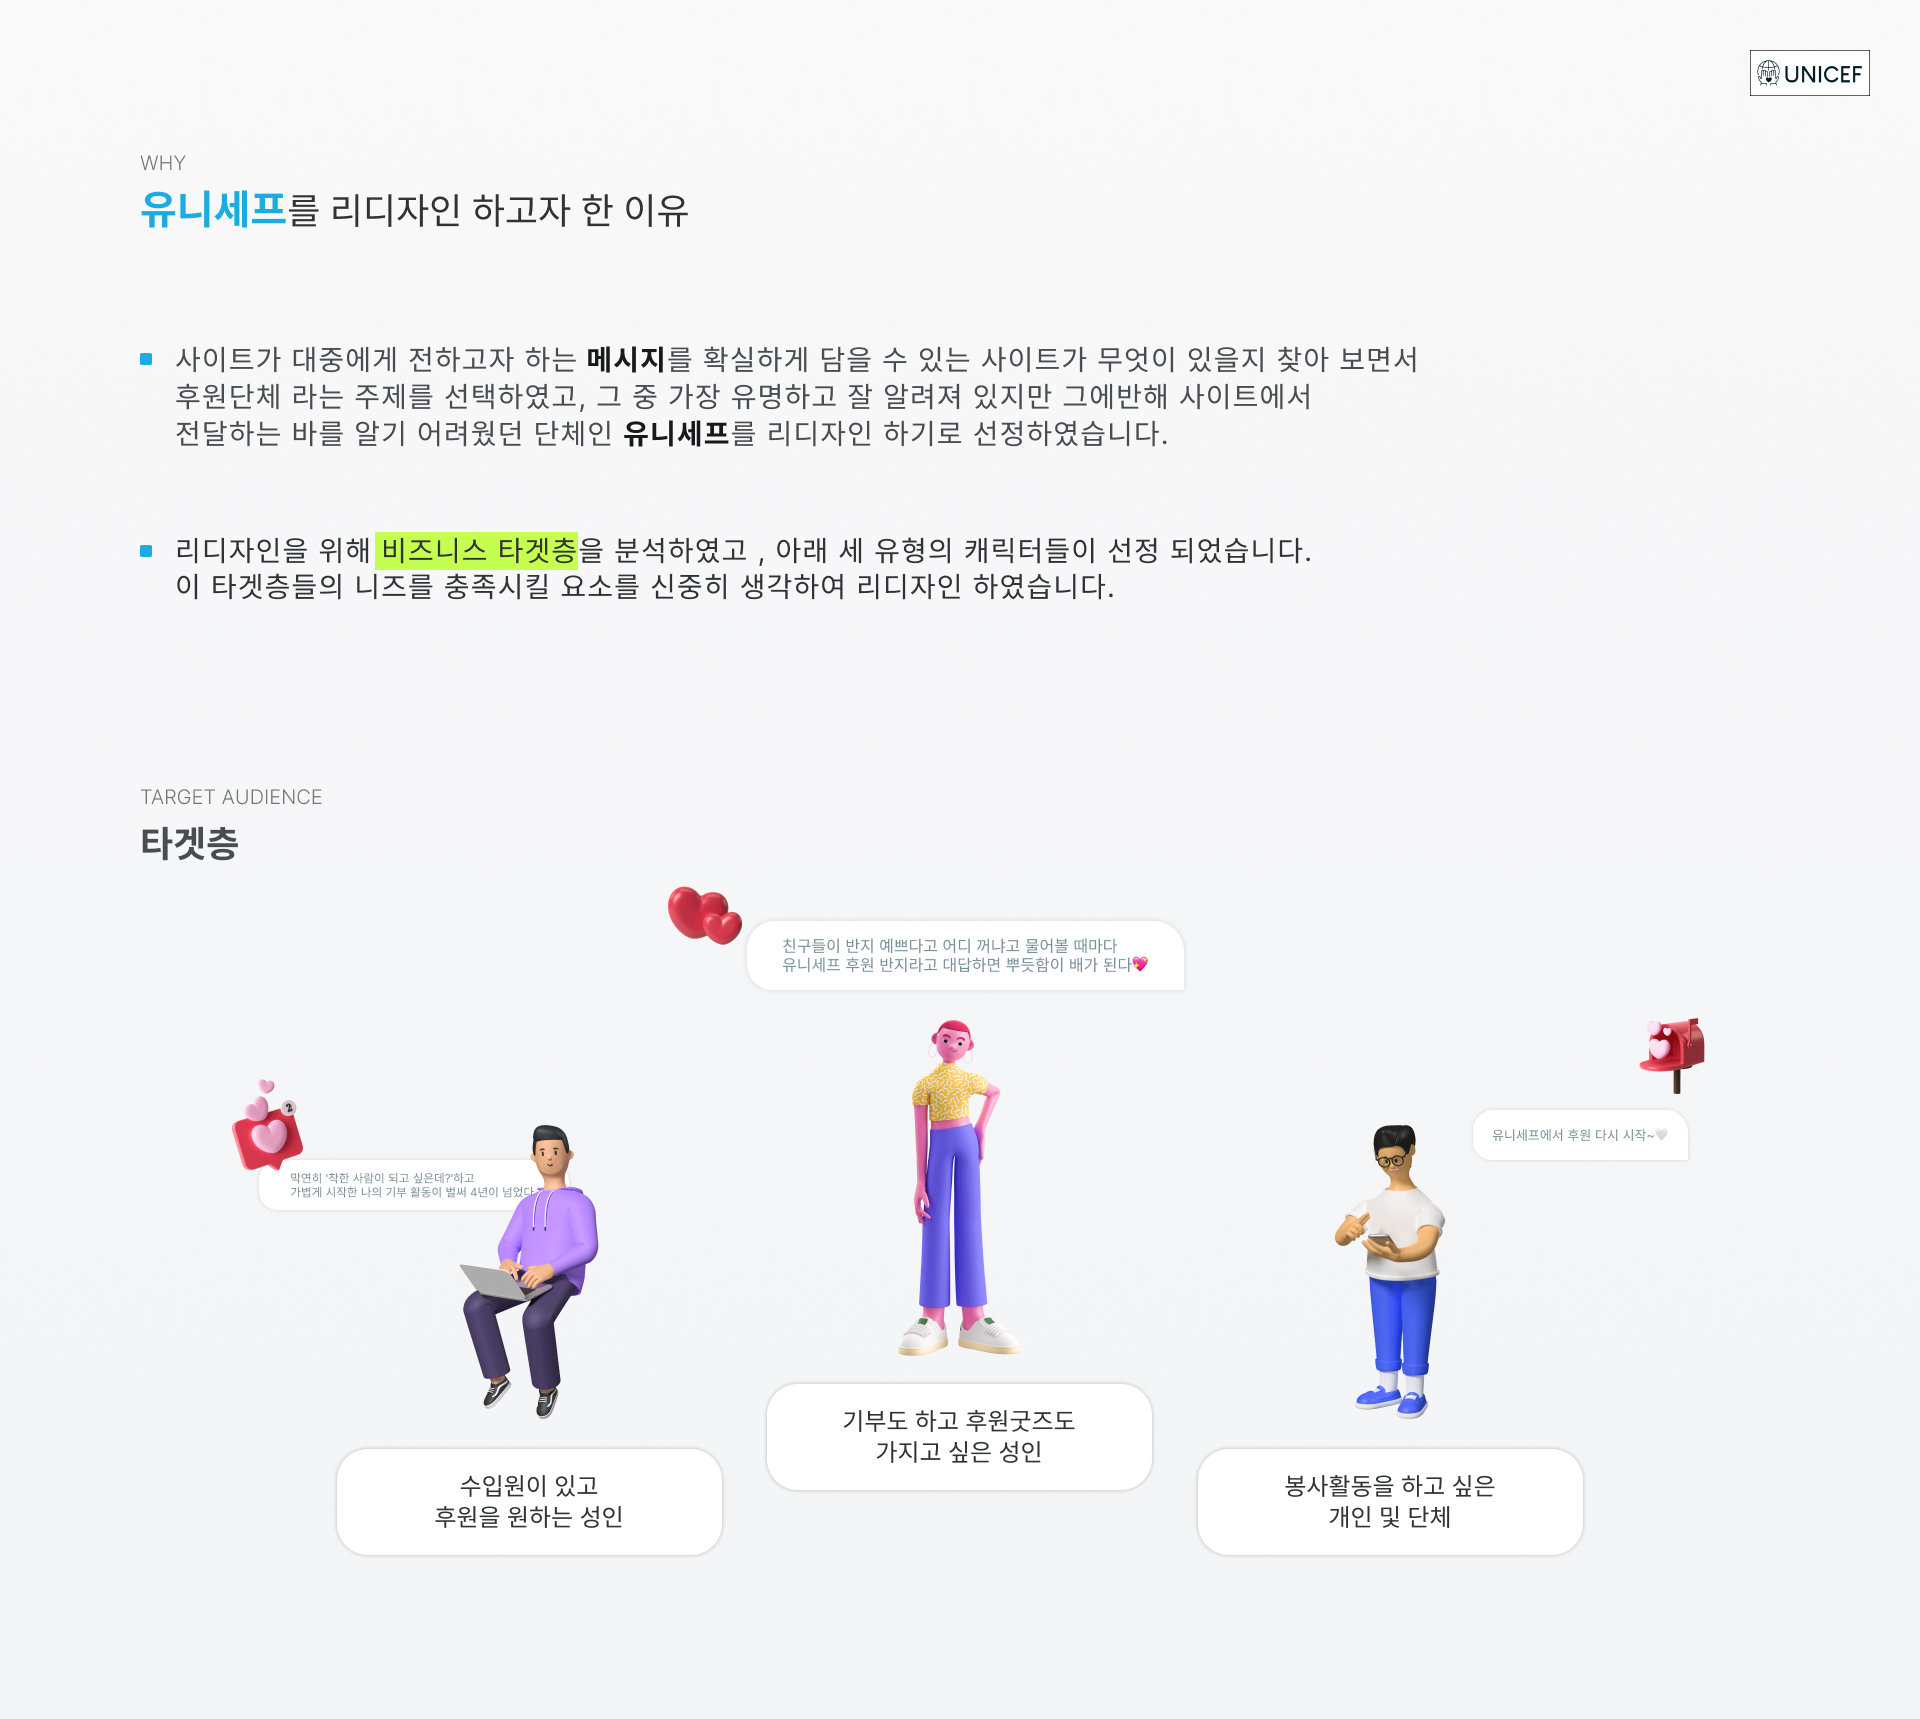 UNICEF
WHY
유니세프를 리디자인 하고자 한 이유
사이트가 대중에게 전하고자 하는 메시지를 확실하게 담을 수 있는 사이트가 무엇이 있을지 찾아 보면서
후원단체 라는 주제를 선택하였고, 그 중 가장 유명하고 잘 알려져 있지만 그에반해 사이트에서
전달하는 바를 알기 어려웠던 단체인 유니세프를 리디자인 하기로 선정하였습니다.
리디자인을 위해 비즈니스 타겟층을 분석하였고 , 아래 세 유형의 캐릭터들이 선정 되었습니다.
이 타겟층들의 니즈를 충족시킬 요소를 신중히 생각하여 리디자인 하였습니다.
TARGET AUDIENCE
타겟층
친구들이 반지 예쁘다고 어디 꺼냐고 물어볼 때마다
유니세프 후원 반지라고 대답하면 뿌듯함이 배가 된다💖
2
막연히 '착한 사람이 되고 싶은데?'하고
가볍게 시작한 나의 기부 활동이 벌써 4년이 넘었다
유니세프에서 후원 다시 시작~🤍
수입원이 있고
후원을 원하는 성인
기부도 하고 후원굿즈도
가지고 싶은 성인
봉사활동을 하고 싶은
개인 및 단체